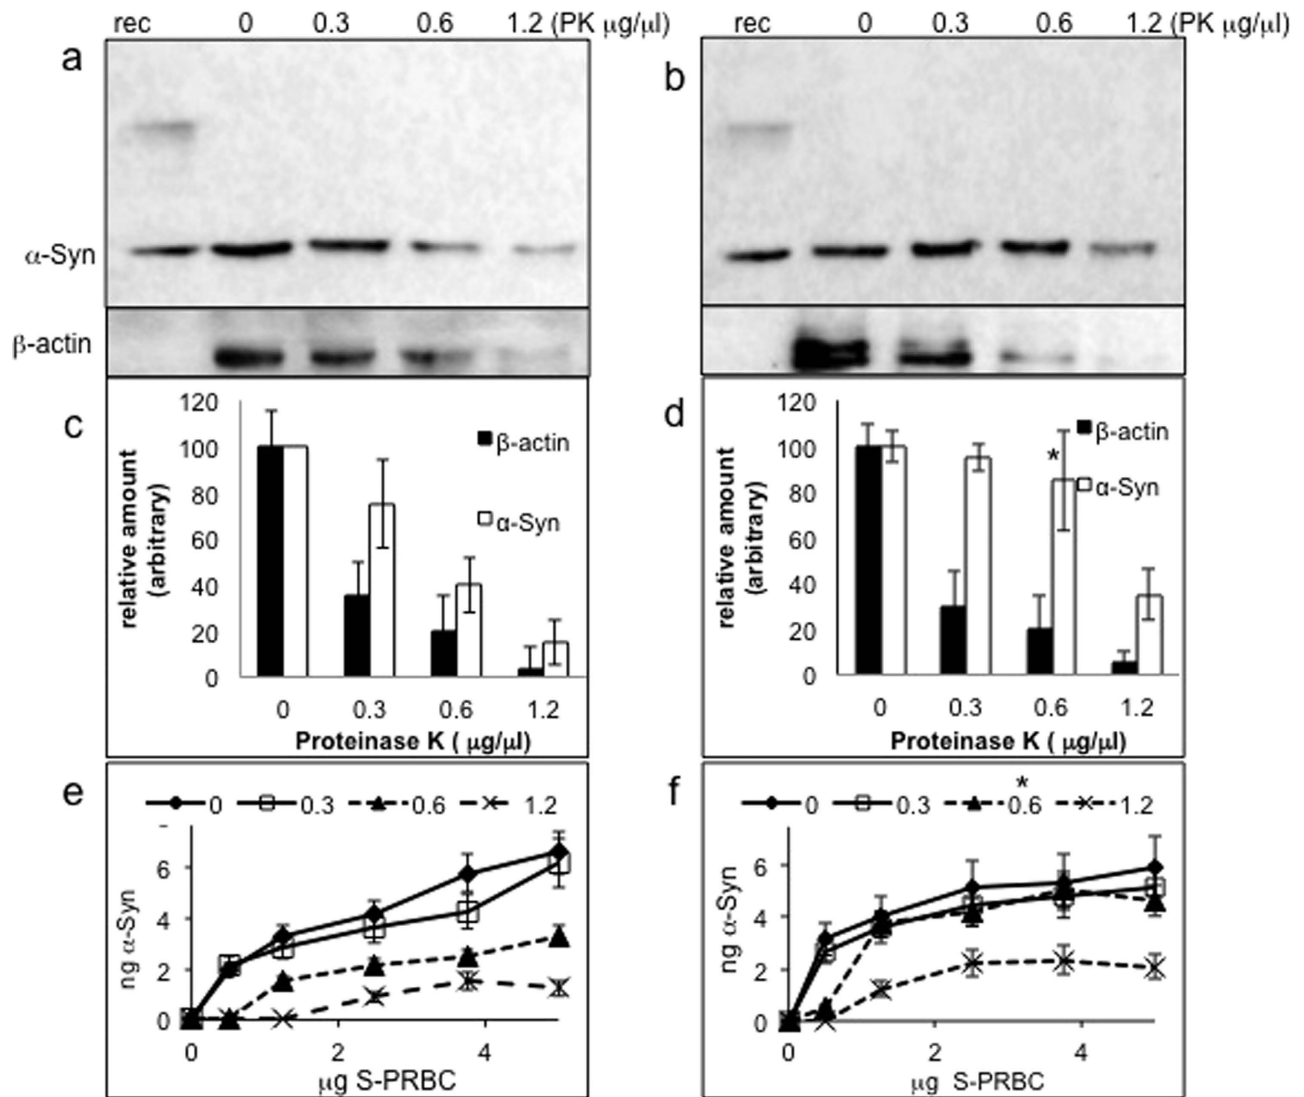 rec 0 0.3 0.6 1.2 (PK μg/μl)
rec 0 0.3 0.6 1.2 (PK μg/μl)
a
b
α-Syn
β-actin
c
120
100
80
60
40
20
0
relative amount
(arbitrary)
β-actin
α-Syn
0 0.3 0.6 1.2
Proteinase K ( μg/μl)
d
120
100
80
60
40
20
0
relative amount
(arbitrary)
β-actin
*
α-Syn
0 0.3 0.6 1.2
Proteinase K ( μg/μl)
e
0 0.3 0.6 1.2
6
4
2
0
ng α-Syn
0 2 4
μg S-PRBC
f
*
0 0.3 0.6 1.2
6
4
2
0
ng α-Syn
0 2 4
μg S-PRBC